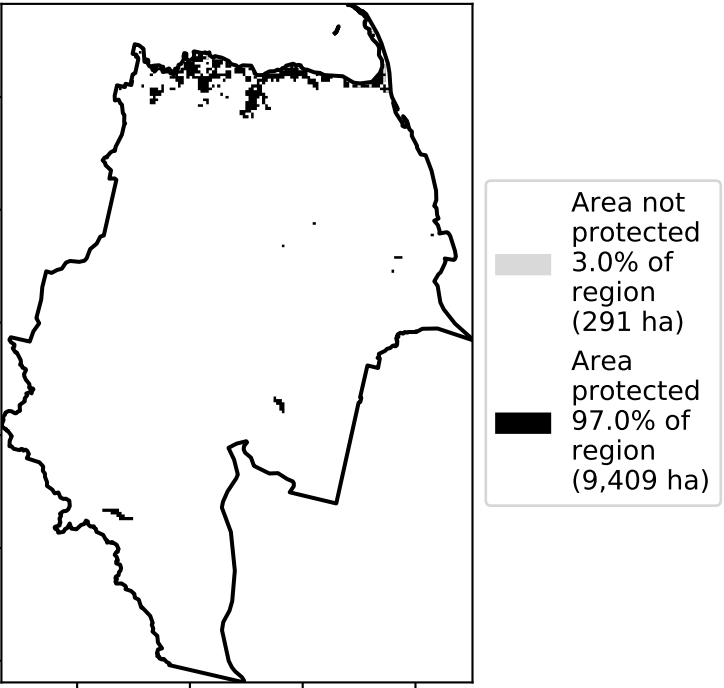 Area not
protected
3.0% of
region
(291 ha)
Area
protected
97.0% of
region
(9,409 ha)